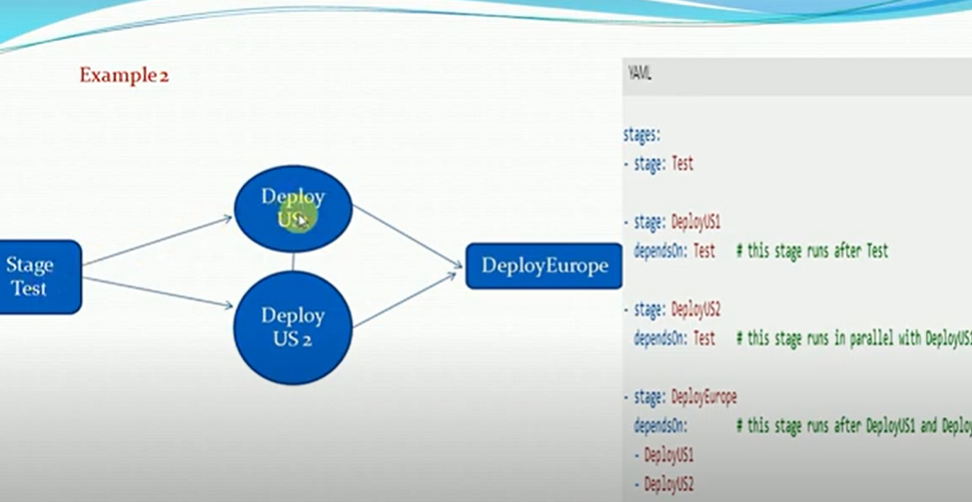 Example 2
Stage
Test
Deploy
US
Deploy
US 2
DeployEurope
YAML
stages:
- stage: Test
- stage: DeployUS1
dependsOn: Test # this stage runs after Test
- stage: DeployUS2
dependsOn: Test # this stage runs in parallel with DeployUS1
- stage: DeployEurope
dependsOn: # this stage runs after DeployUS1 and Deploy
- DeployUS1
- DeployUS2